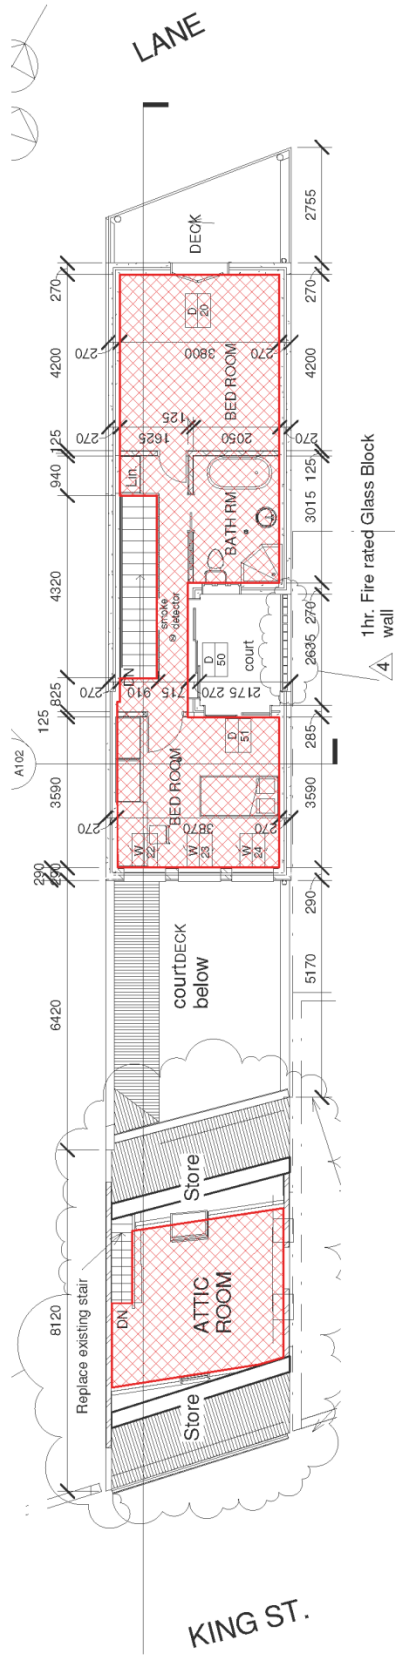 LANE
DECK
2755
270
270
D
20
4200
270
3800
270
4200
BED ROOM
125
270
1625
2050
270
125
125
940
Lin.
BATH RM
3015
1hr. Fire rated Glass Block
wall
4
4320
smoke
detector
D
50
court
270
2635
DN
825
270
910
715
270
2175
270
125
285
A102
D
51
3590
BED ROOM
3590
270
3870
270
W
22
W
23
W
24
290
290
290
courtDECK
below
6420
5170
Store
Replace existing stair
DN
ATTIC
ROOM
8120
Store
KING ST.